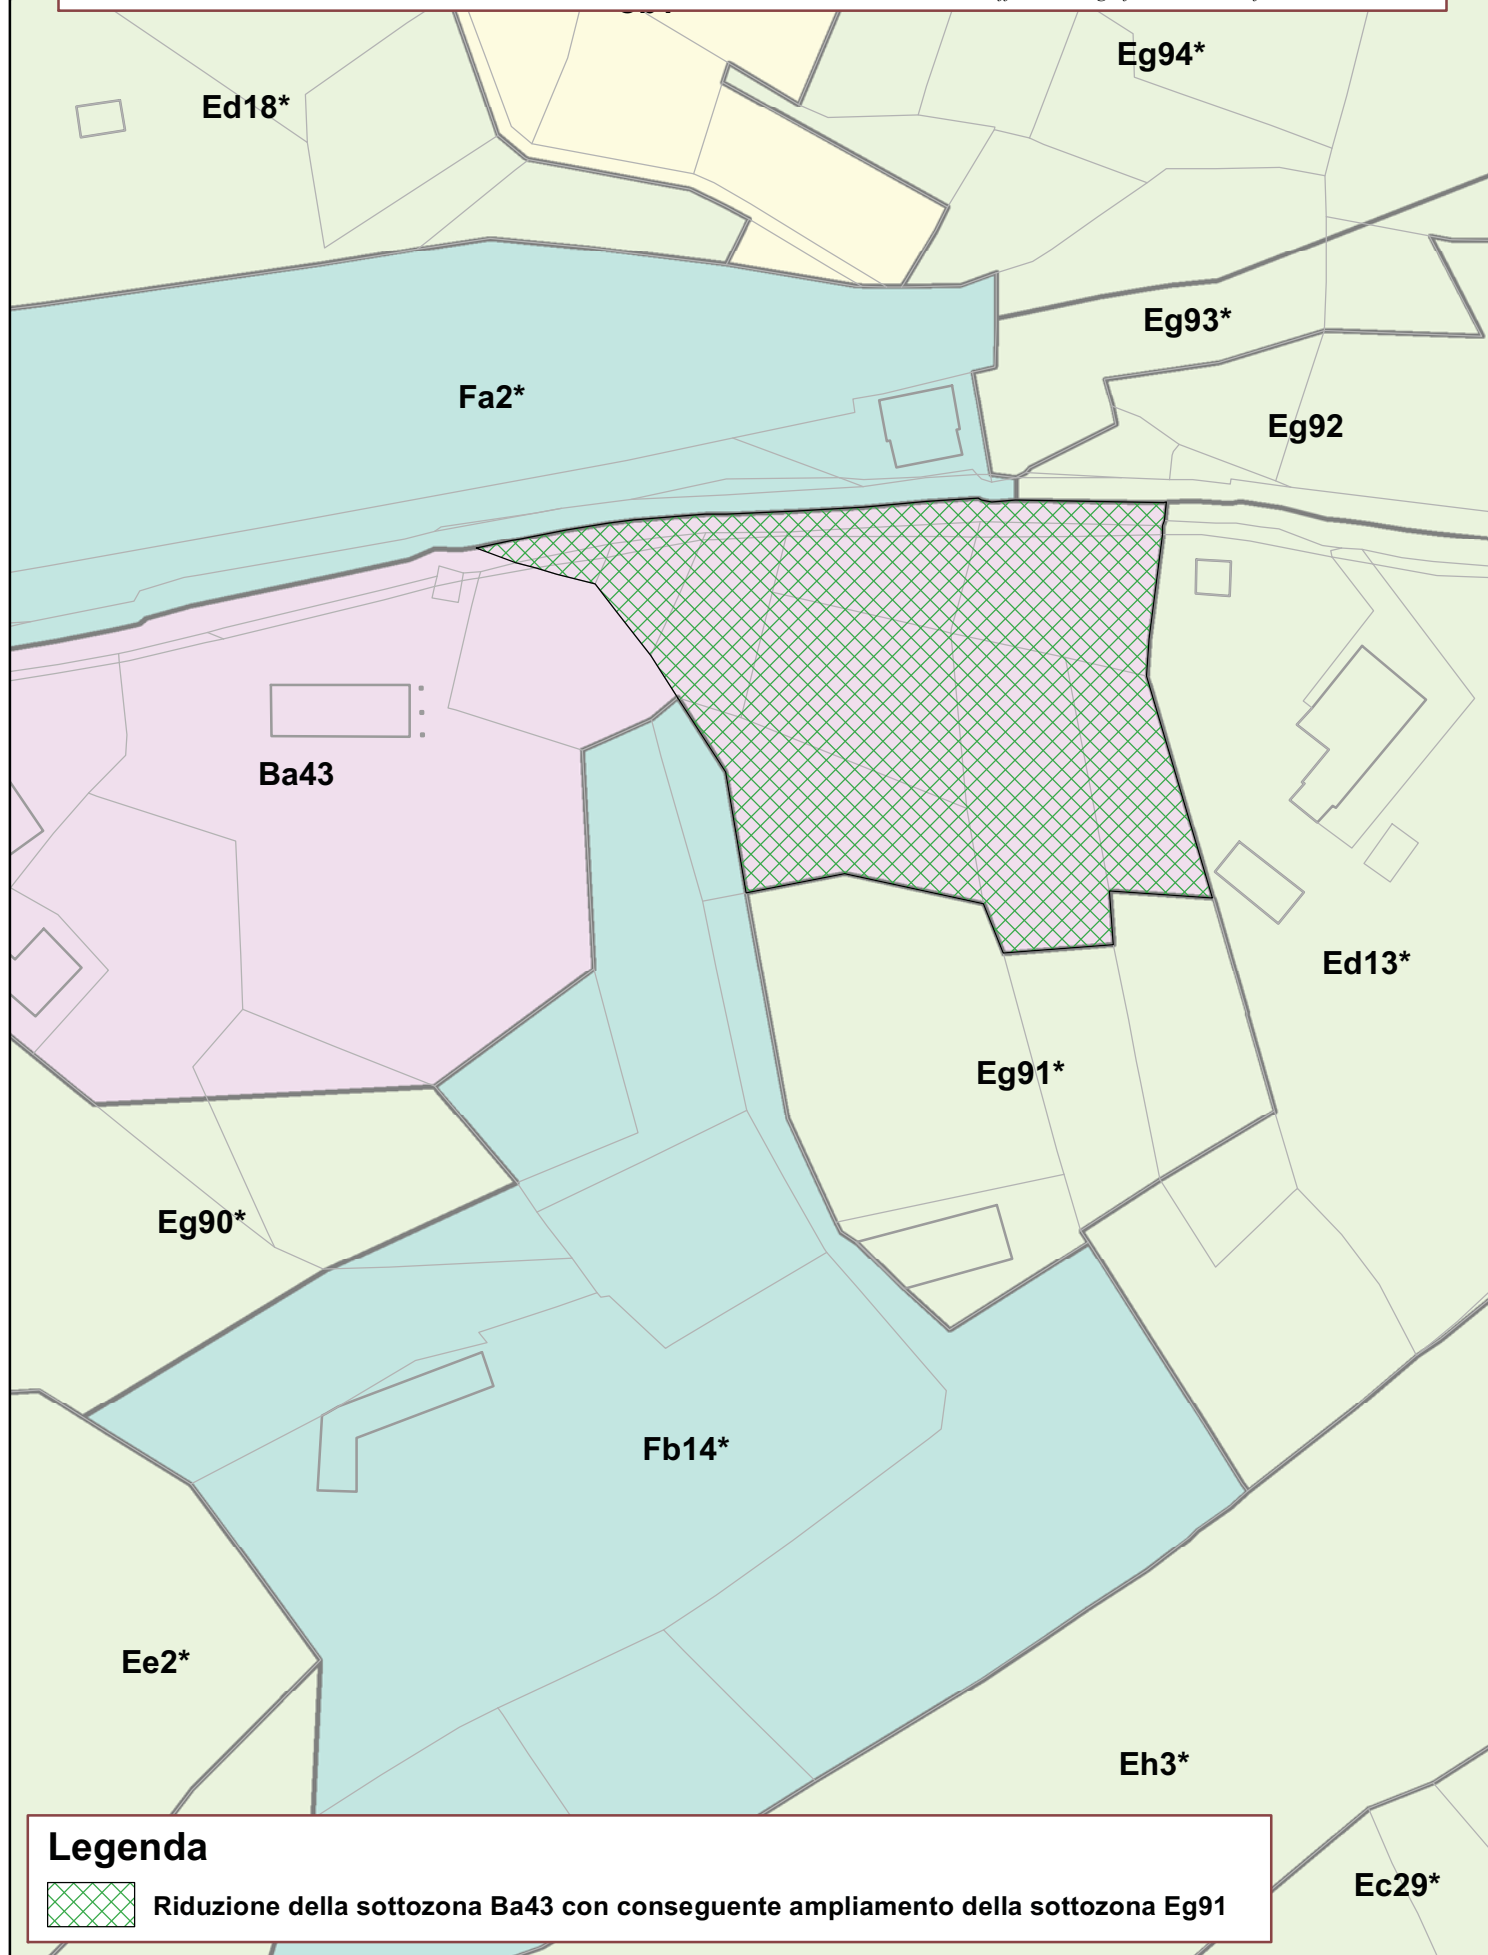 Eg94*
Ed18*
Eg93*
Fa2*
Eg92
Ba43
Ed13*
Eg91*
Eg90*
Fb14*
Ee2*
Eh3*
Ec29*
Legenda
Riduzione della sottozona Ba43 con conseguente ampliamento della sottozona Eg91